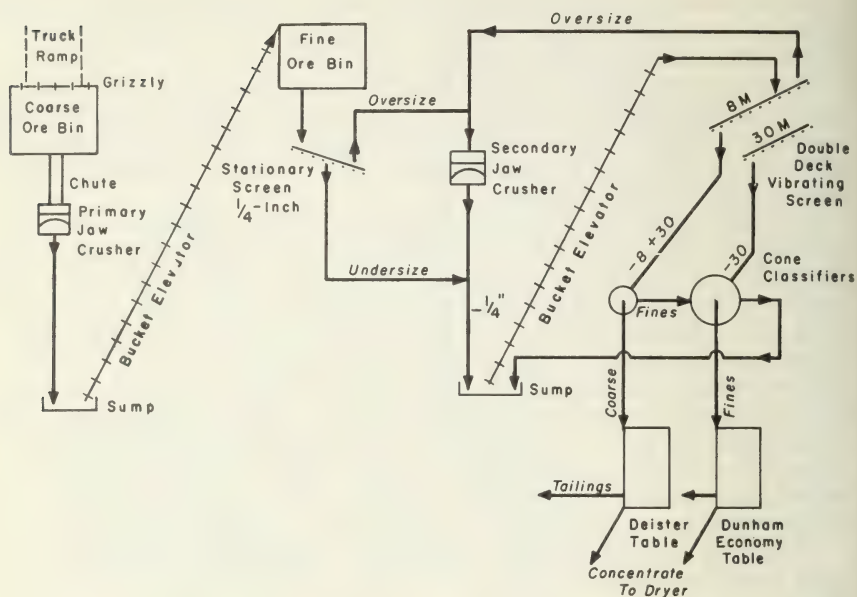 Truck
Ramp
Grizzly
Coarse
Ore Bin
Chute
Primary
Jaw
Crusher
Sump
Bucket Elevator
Fine
Ore Bin
Oversize
Stationary
Screen
1/4-Inch
Undersize
Oversize
Secondary
Jaw
Crusher
-1/4"
Bucket Elevator
Sump
8 M
30 M
Double
Deck
Vibrating
Screen
-8 +30
-30
Cone
Classifiers
Fines
Coarse
Fines
Tailings
Deister
Table
Dunham
Economy
Table
Concentrate
To Dryer